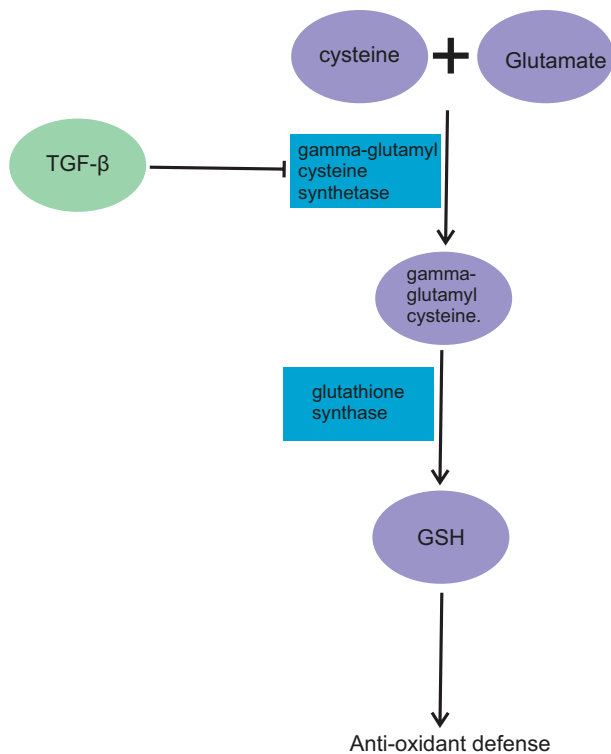 cysteine
+
Glutamate
TGF-β
gamma-glutamyl
cysteine
synthetase
gamma-
glutamyl
cysteine.
glutathione
synthase
GSH
Anti-oxidant defense